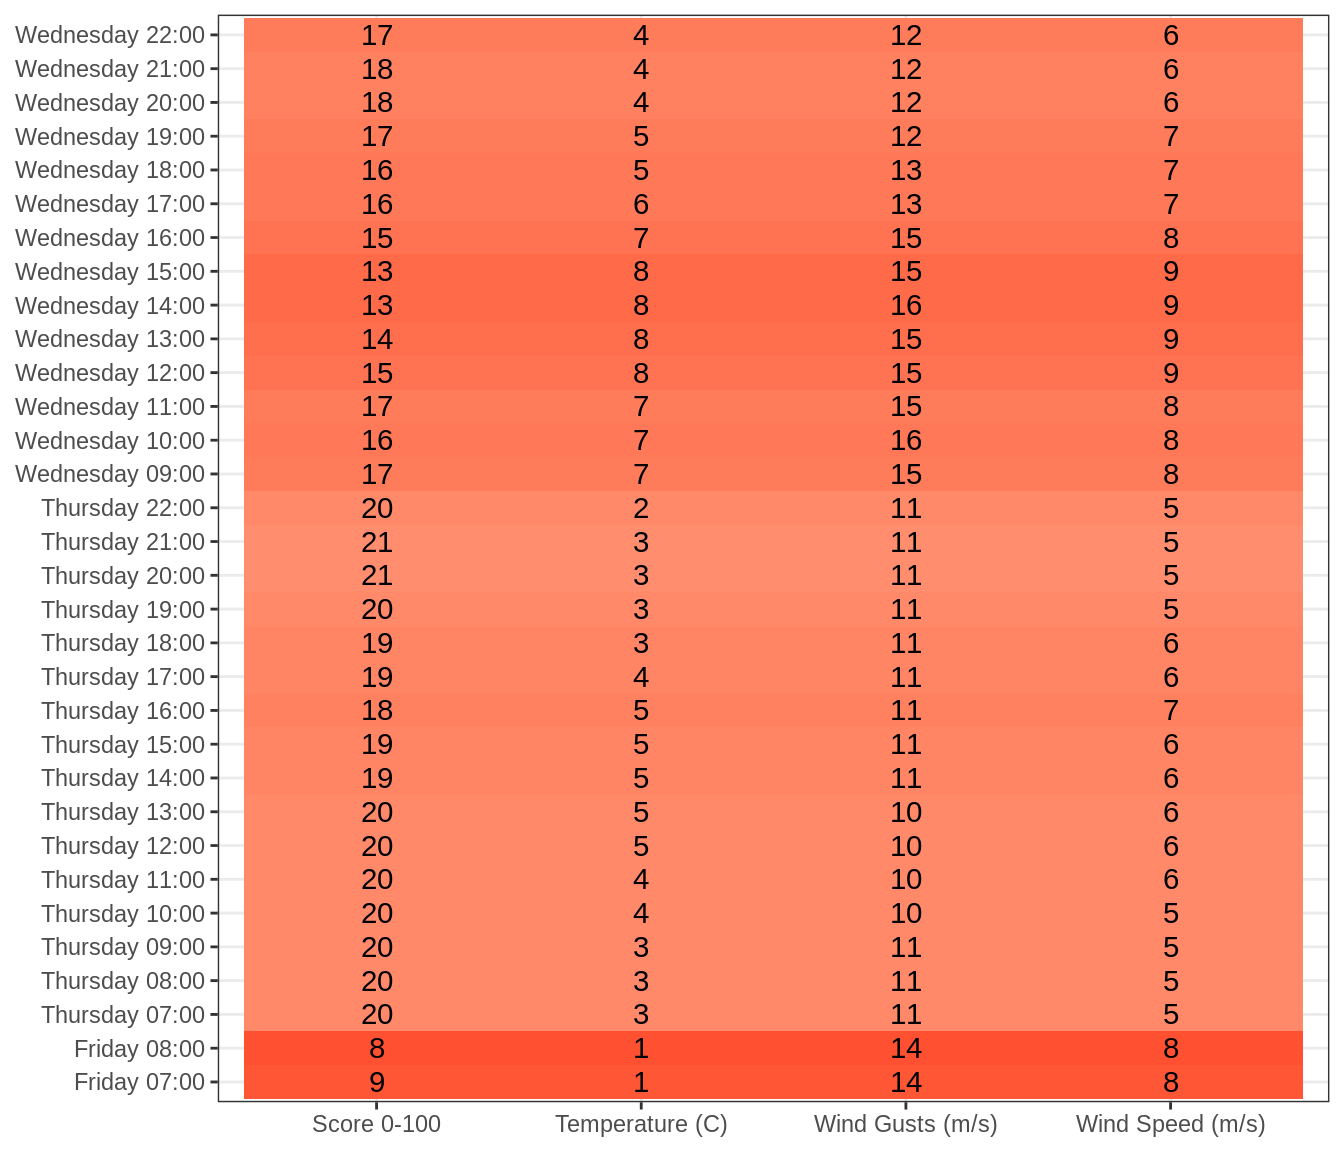 Wednesday 22:00 17 4 12 6
Wednesday 21:00 18 4 12 6
Wednesday 20:00 18 4 12 6
Wednesday 19:00 17 5 12 7
Wednesday 18:00 16 5 13 7
Wednesday 17:00 16 6 13 7
Wednesday 16:00 15 7 15 8
Wednesday 15:00 13 8 15 9
Wednesday 14:00 13 8 16 9
Wednesday 13:00 14 8 15 9
Wednesday 12:00 15 8 15 9
Wednesday 11:00 17 7 15 8
Wednesday 10:00 16 7 16 8
Wednesday 09:00 17 7 15 8
Thursday 22:00 20 2 11 5
Thursday 21:00 21 3 11 5
Thursday 20:00 21 3 11 5
Thursday 19:00 20 3 11 5
Thursday 18:00 19 3 11 6
Thursday 17:00 19 4 11 6
Thursday 16:00 18 5 11 7
Thursday 15:00 19 5 11 6
Thursday 14:00 19 5 11 6
Thursday 13:00 20 5 10 6
Thursday 12:00 20 5 10 6
Thursday 11:00 20 4 10 6
Thursday 10:00 20 4 10 5
Thursday 09:00 20 3 11 5
Thursday 08:00 20 3 11 5
Thursday 07:00 20 3 11 5
Friday 08:00 8 1 14 8
Friday 07:00 9 1 14 8
Score 0-100 Temperature (C) Wind Gusts (m/s) Wind Speed (m/s)